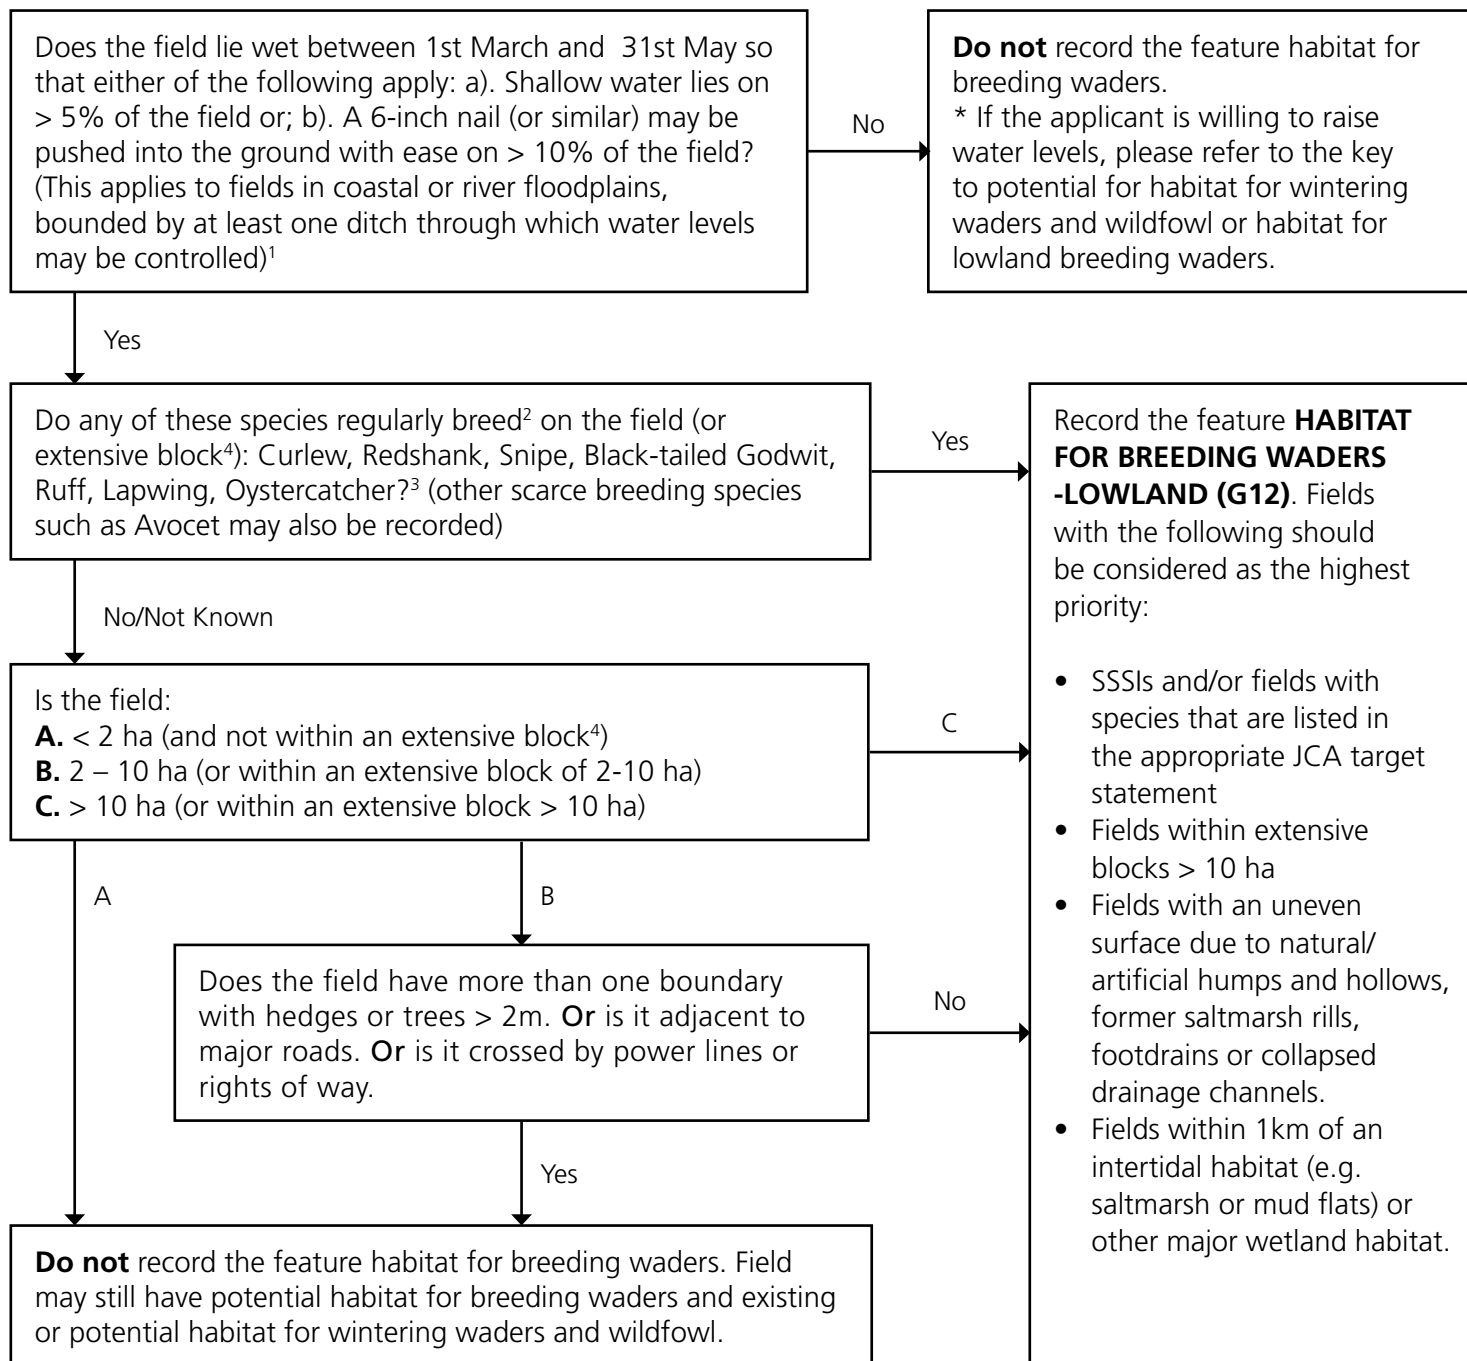 Does the field lie wet between 1st March and 31st May so
that either of the following apply: a). Shallow water lies on
> 5% of the field or; b). A 6-inch nail (or similar) may be
pushed into the ground with ease on > 10% of the field?
(This applies to fields in coastal or river floodplains,
bounded by at least one ditch through which water levels
may be controlled)¹
No
Do not record the feature habitat for
breeding waders.
* If the applicant is willing to raise
water levels, please refer to the key
to potential for habitat for wintering
waders and wildfowl or habitat for
lowland breeding waders.
Yes
Do any of these species regularly breed² on the field (or
extensive block⁴): Curlew, Redshank, Snipe, Black-tailed Godwit,
Ruff, Lapwing, Oystercatcher?³ (other scarce breeding species
such as Avocet may also be recorded)
Yes
No/Not Known
Is the field:
A. < 2 ha (and not within an extensive block⁴)
B. 2 – 10 ha (or within an extensive block of 2-10 ha)
C. > 10 ha (or within an extensive block > 10 ha)
C
A
B
Does the field have more than one boundary
with hedges or trees > 2m. Or is it adjacent to
major roads. Or is it crossed by power lines or
rights of way.
No
Yes
Do not record the feature habitat for breeding waders. Field
may still have potential habitat for breeding waders and existing
or potential habitat for wintering waders and wildfowl.
Record the feature HABITAT
FOR BREEDING WADERS
-LOWLAND (G12). Fields
with the following should
be considered as the highest
priority:
• SSSIs and/or fields with
species that are listed in
the appropriate JCA target
statement
• Fields within extensive
blocks > 10 ha
• Fields with an uneven
surface due to natural/
artificial humps and hollows,
former saltmarsh rills,
footdrains or collapsed
drainage channels.
• Fields within 1km of an
intertidal habitat (e.g.
saltmarsh or mud flats) or
other major wetland habitat.